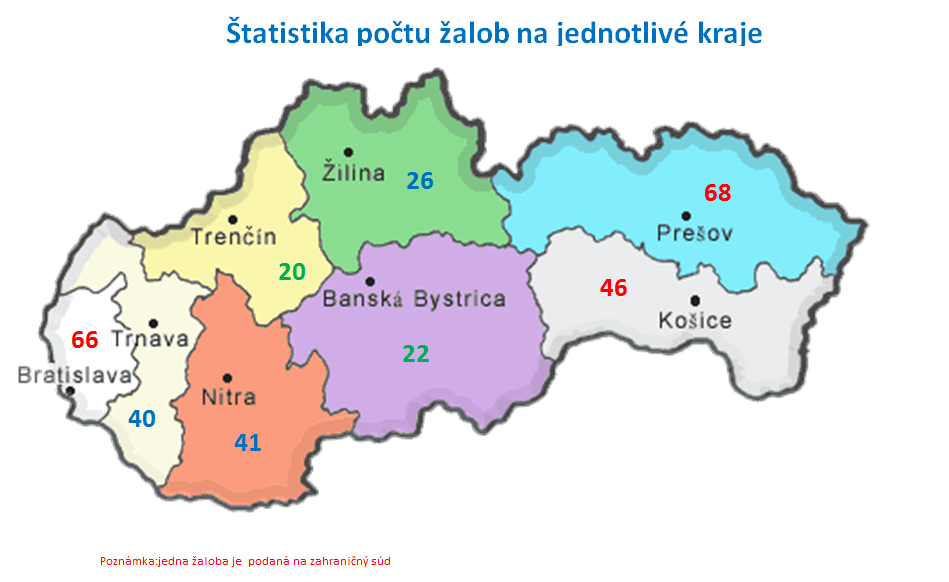 Štatistika počtu žalob na jednotlivé kraje
Žilina
26
68
Prešov
Trenčín
20
Banská Bystrica
46
Košice
66
Trnava
22
Bratislava
Nitra
40
41
Poznámka:jedna žaloba je podaná na zahraničný súd